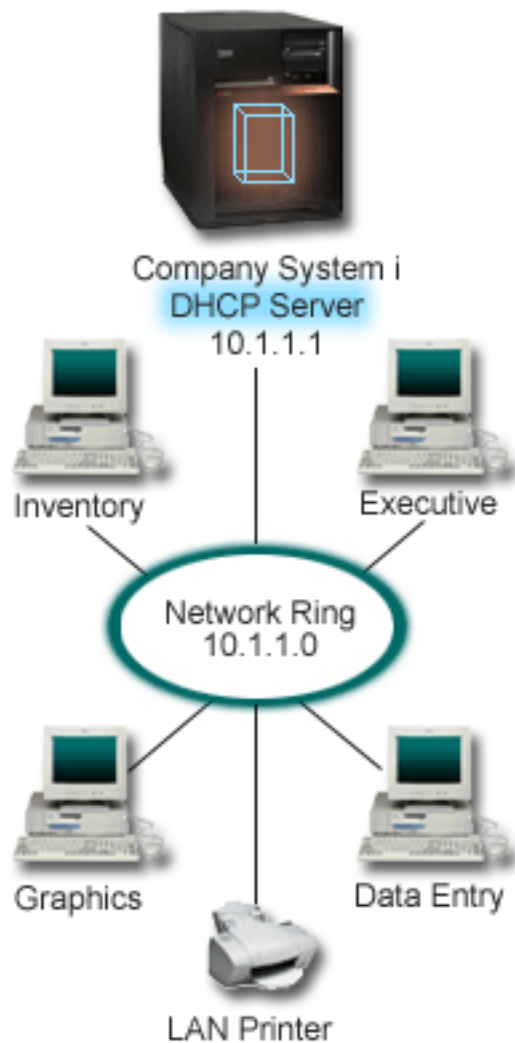 IBM
Company System i
DHCP Server
10.1.1.1
Inventory
Executive
Network Ring
10.1.1.0
Graphics
Data Entry
LAN Printer